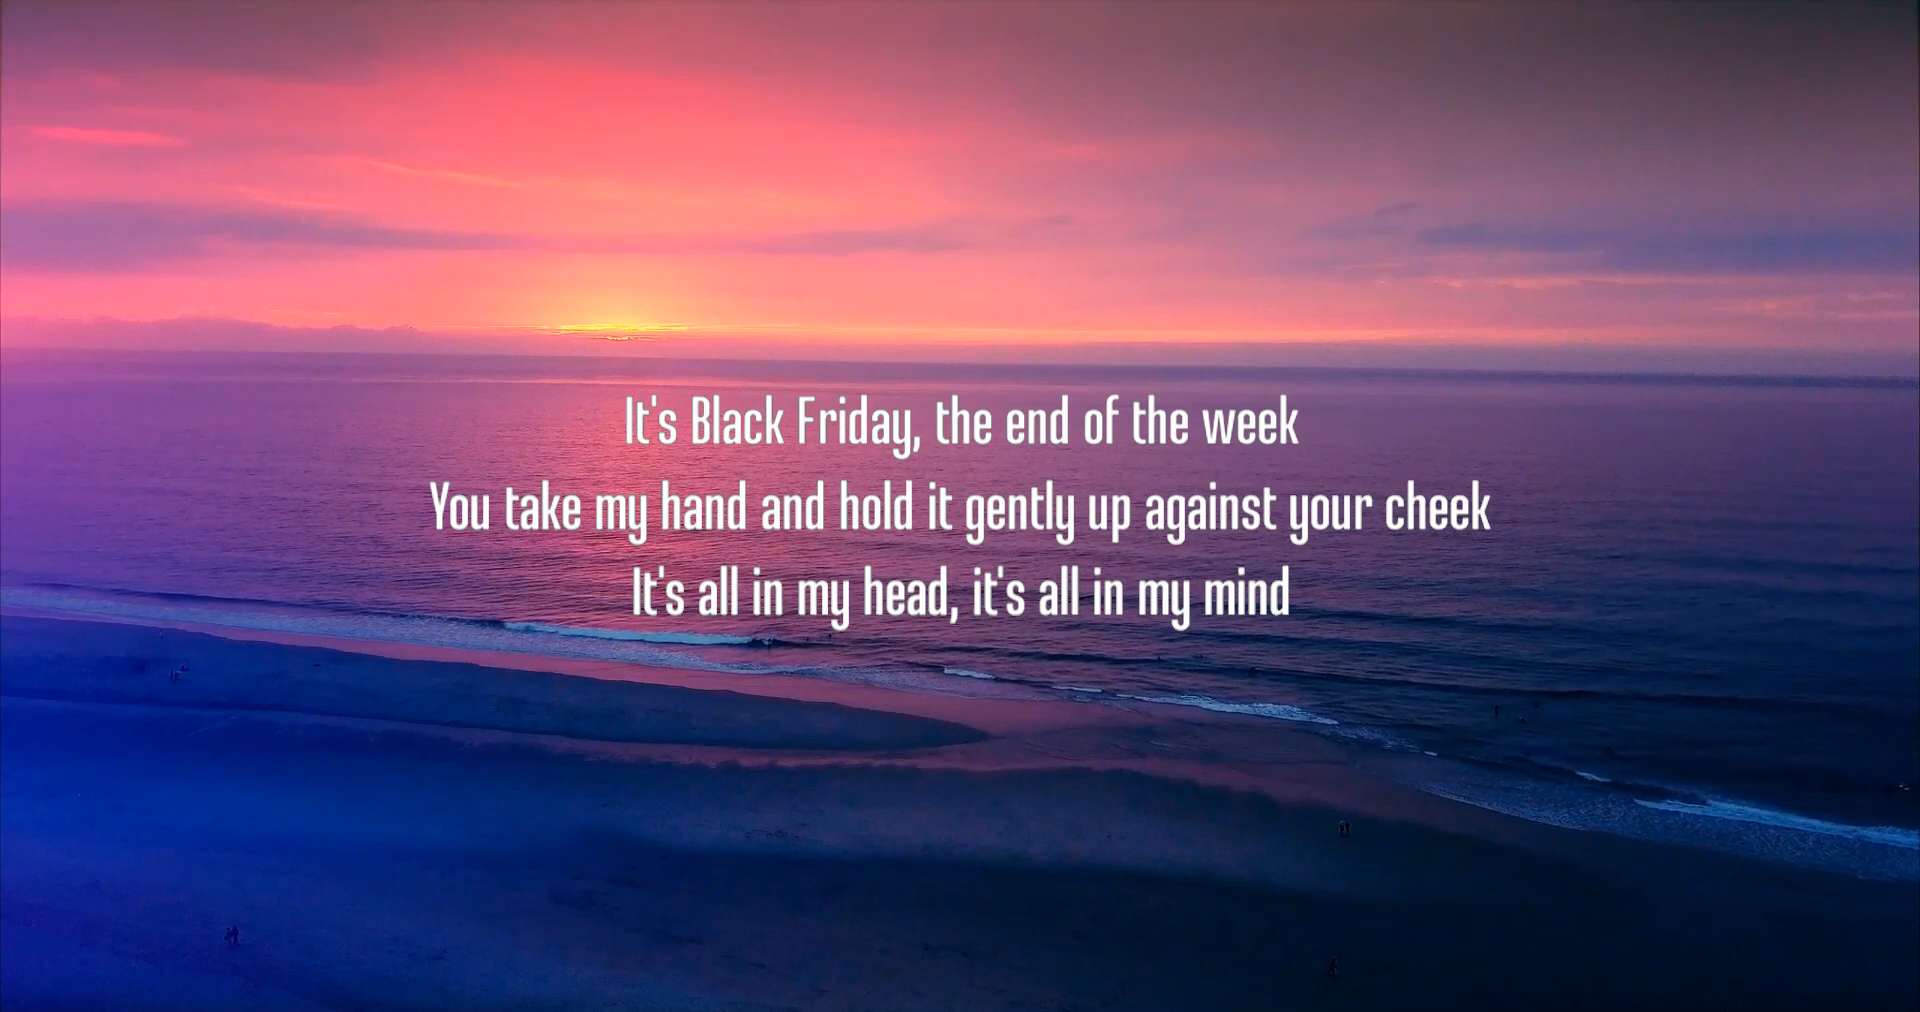 It's Black Friday, the end of the week
You take my hand and hold it gently up against your cheek
It's all in my head, it's all in my mind